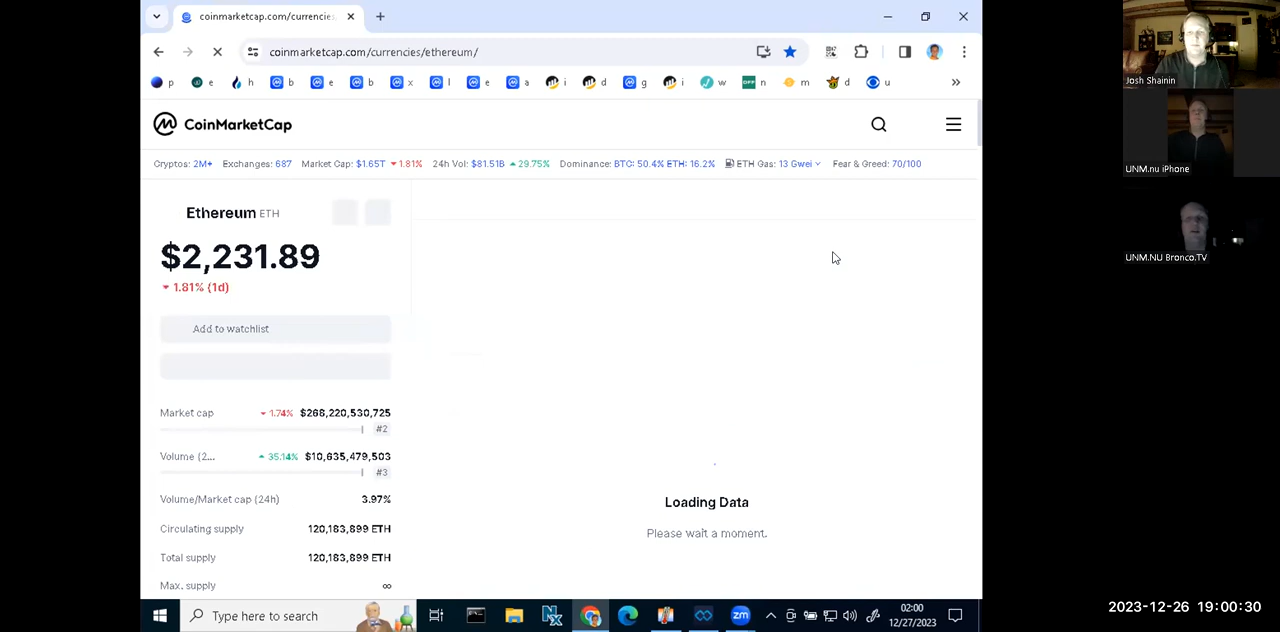 coinmarketcap.com/currencies
coinmarketcap.com/currencies/ethereum/
p e h b e b x l e a i d g i w n m d u »
CoinMarketCap
Cryptos: 2M+ Exchanges: 687 Market Cap: $1.65T 1.81% 24h Vol: $81.51B 29.75% Dominance: BTC: 50.4% ETH: 16.2% ETH Gas: 13 Gwei Fear & Greed: 70/100
Ethereum ETH
$2,231.89
1.81% (1d)
Add to watchlist
Market cap 1.74% $268,220,530,725
#2
Volume (2... 35.14% $10,635,479,503
#3
Volume/Market cap (24h) 3.97%
Circulating supply 120,183,899 ETH
Total supply 120,183,899 ETH
Max. supply ∞
Loading Data
Please wait a moment.
Type here to search
zm
02:00
12/27/2023
Josh Shainin
UNM.nu iPhone
UNM.NU Bronco.TV
2023-12-26 19:00:30